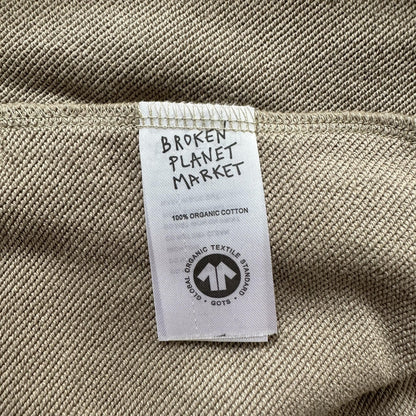 BROKEN
PLANET
MARKET
100% ORGANIC COTTON
GLOBAL ORGANIC TEXTILE STANDARD
· GOTS ·